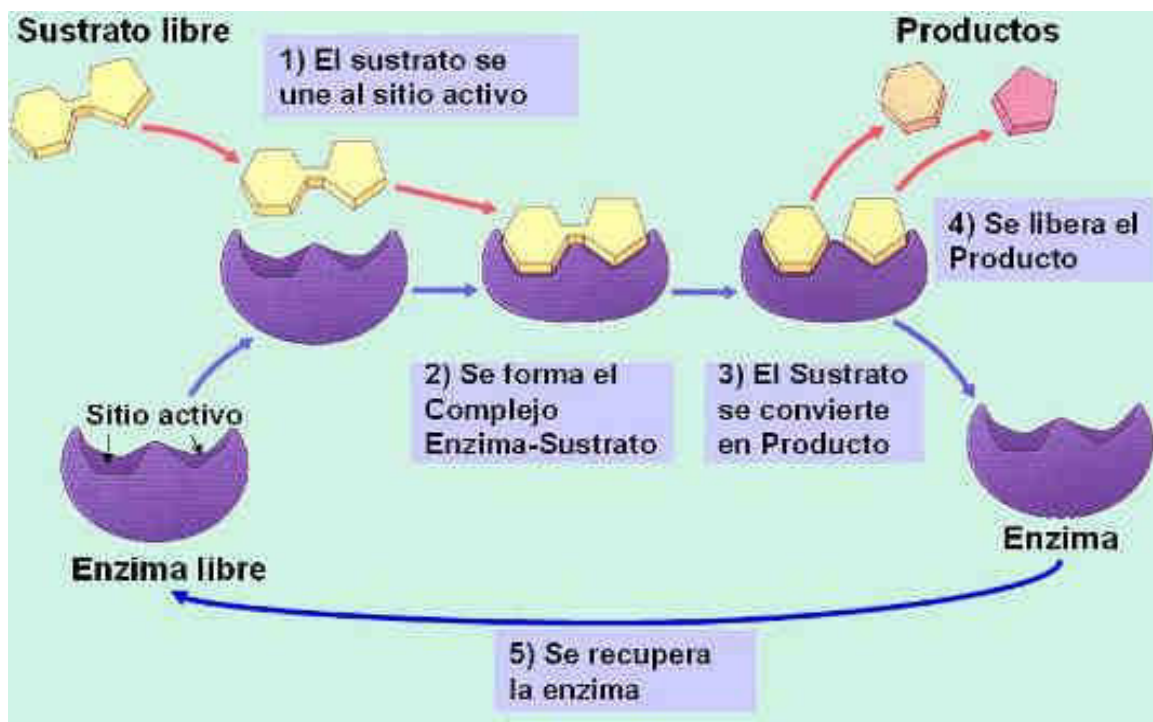 Sustrato libre
1) El sustrato se
une al sitio activo
Productos
4) Se libera el
Producto
2) Se forma el
Complejo
Enzima-Sustrato
3) El Sustrato
se convierte
en Producto
Sitio activo
Enzima libre
Enzima
5) Se recupera
la enzima